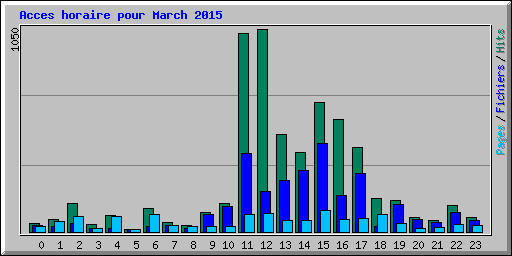 Acces horaire pour March 2015
1050
Pages / Fichiers / Hits
0 1 2 3 4 5 6 7 8 9 10 11 12 13 14 15 16 17 18 19 20 21 22 23